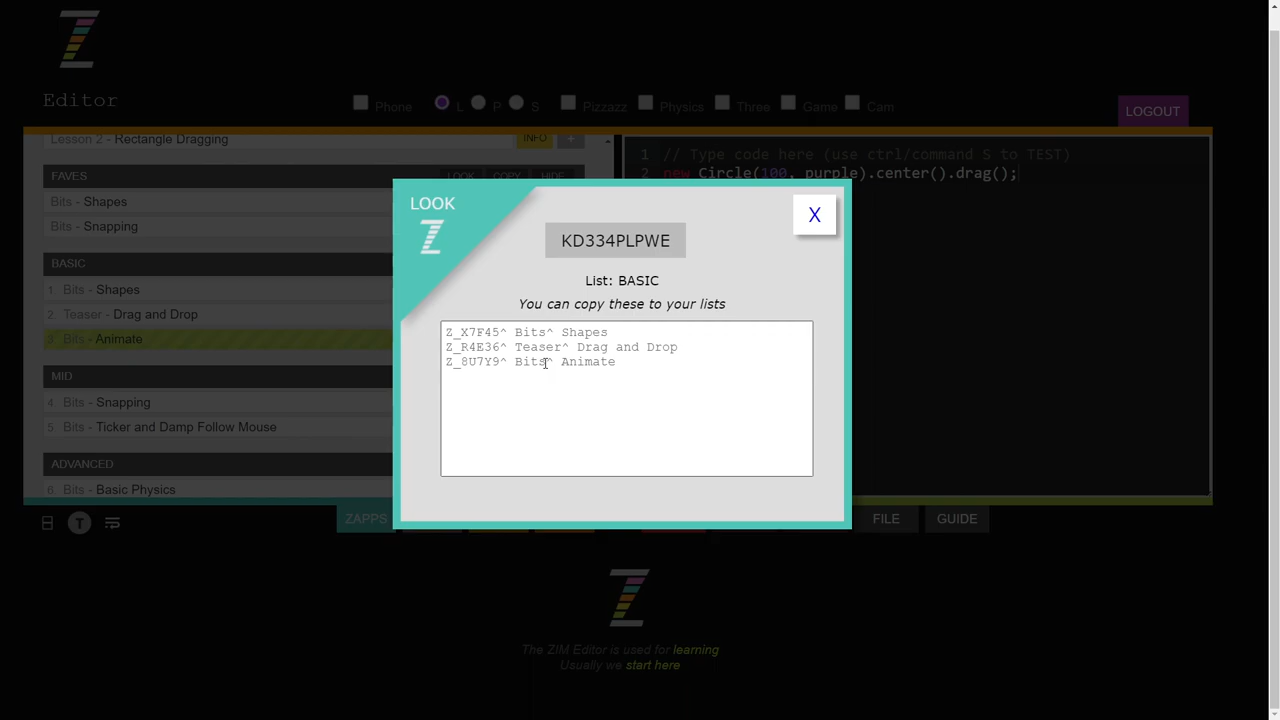 Z
Editor
Phone
L
P
S
Pizzazz
Physics
Three
Game
Cam
LOGOUT
Lesson 2 - Rectangle Dragging
INFO
+
FAVES
LOOK
COPY
HIDE
Bits - Shapes
Bits - Snapping
BASIC
1. Bits - Shapes
2. Teaser - Drag and Drop
3. Bits - Animate
MID
4. Bits - Snapping
5. Bits - Ticker and Damp Follow Mouse
ADVANCED
6. Bits - Basic Physics
1 // Type code here (use ctrl/command S to TEST)
2 new Circle(100, purple).center().drag();
LOOK
Z
X
KD334PLPWE
List: BASIC
You can copy these to your lists
Z_X7F45^ Bits^ Shapes
Z_R4E36^ Teaser^ Drag and Drop
Z_8U7Y9^ Bits^ Animate
T
ZAPPS
FILE
GUIDE
Z
The ZIM Editor is used for learning
Usually we start here